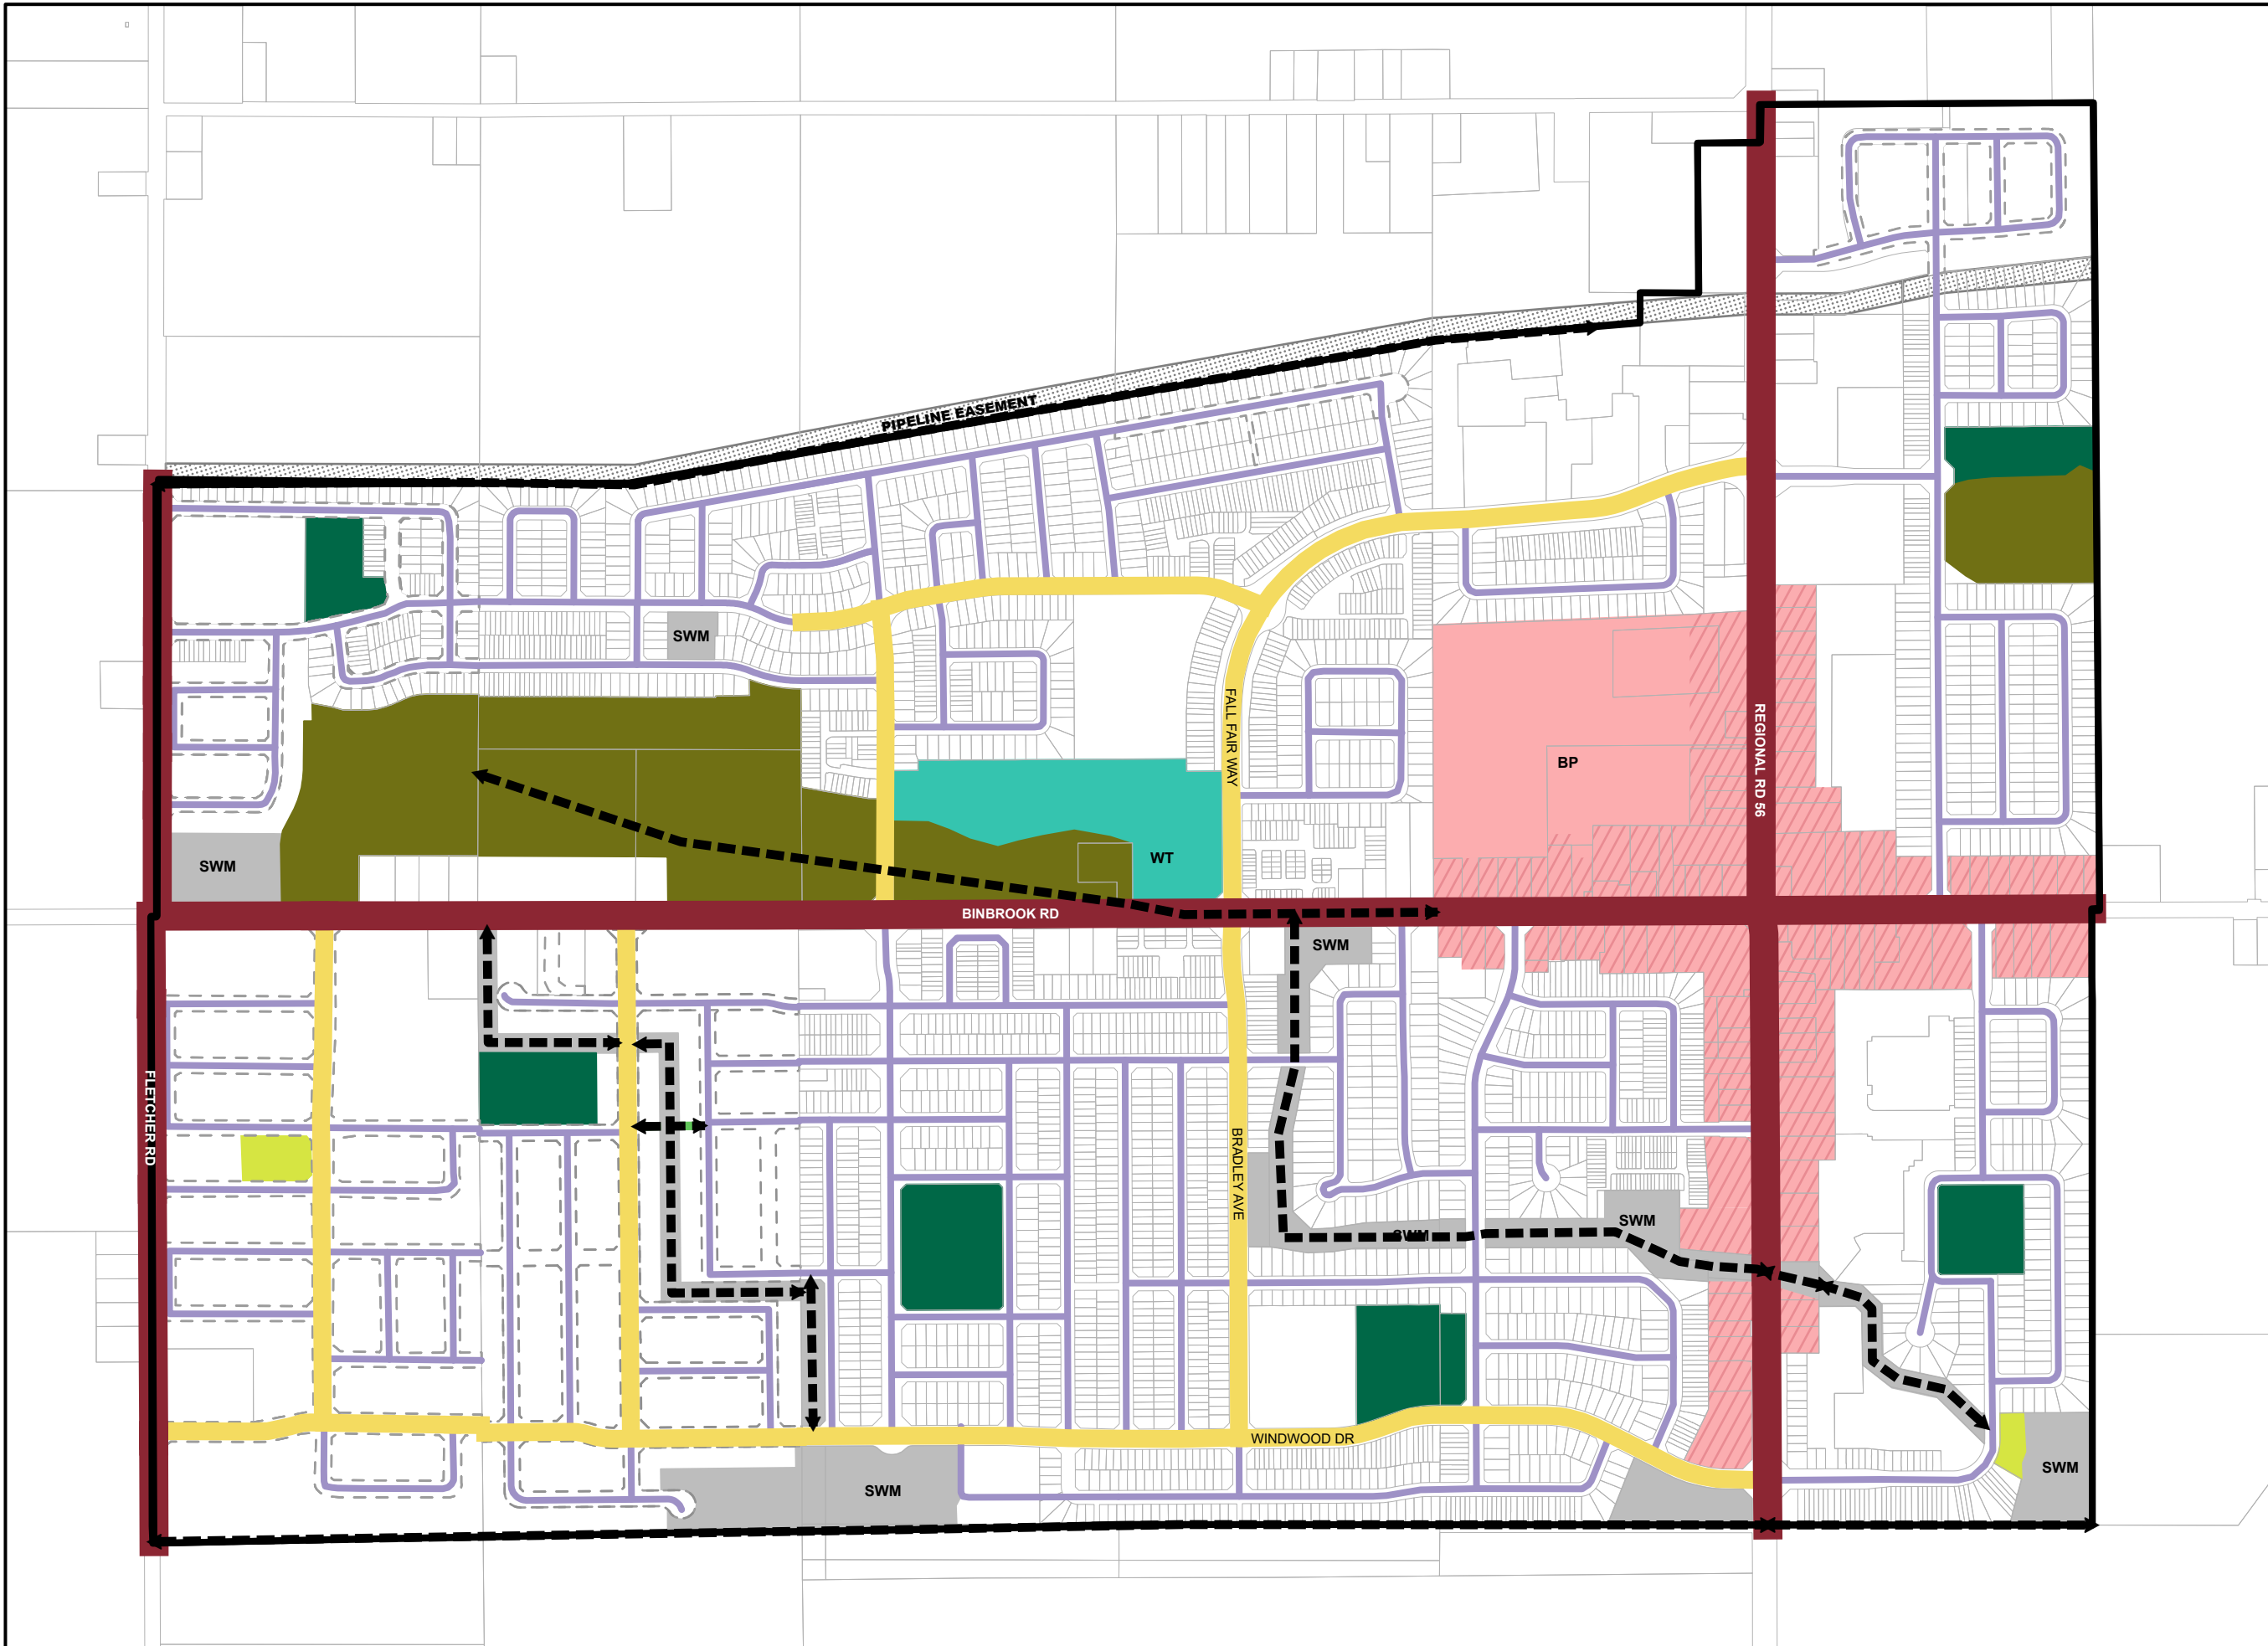 PIPELINE EASEMENT
SWM
FALL FAIR WAY
REGIONAL RD 56
BP
WT
SWM
BINBROOK RD
SWM
FLETCHER RD
BRADLEY AVE
SWM
SWM
WINDWOOD DR
SWM
SWM